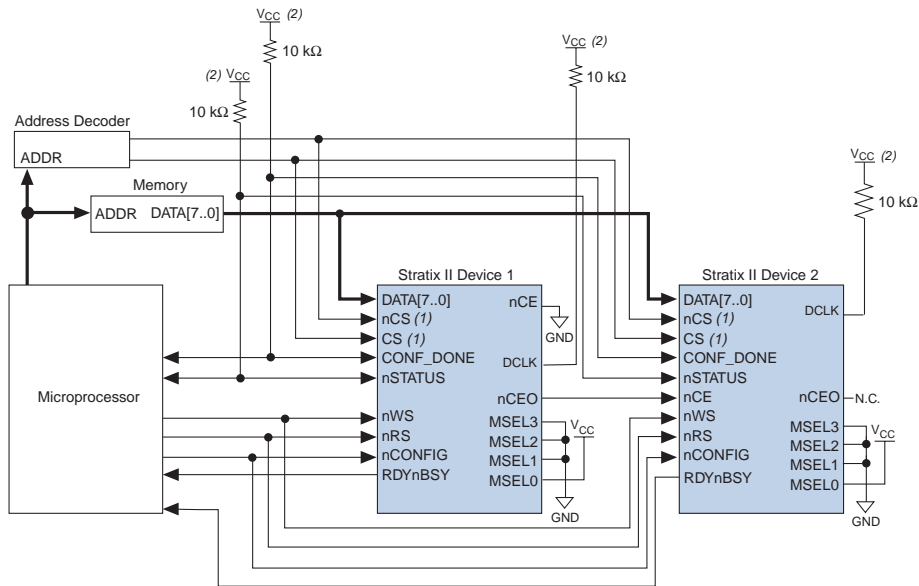 VCC (2)
10 kΩ
(2) VCC
10 kΩ
VCC (2)
10 kΩ
VCC (2)
10 kΩ
Address Decoder
ADDR
Memory
ADDR DATA[7..0]
Microprocessor
Stratix II Device 1
DATA[7..0]
nCS (1)
CS (1)
CONF_DONE
nSTATUS
nWS
nRS
nCONFIG
RDYnBSY
nCE
GND
DCLK
nCEO
MSEL3
MSEL2
MSEL1
MSEL0
VCC
GND
Stratix II Device 2
DATA[7..0]
nCS (1)
CS (1)
CONF_DONE
nSTATUS
nCE
nWS
nRS
nCONFIG
RDYnBSY
DCLK
nCEO
N.C.
MSEL3
MSEL2
MSEL1
MSEL0
VCC
GND